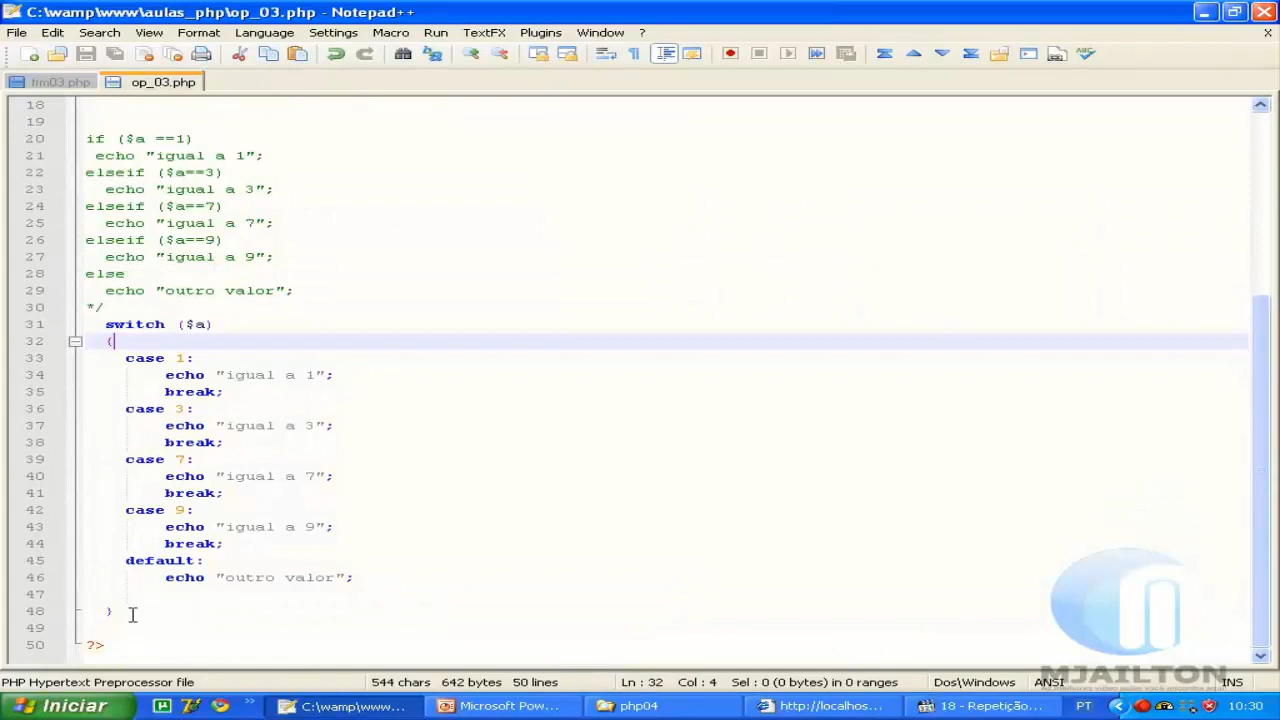 C:\wamp\www\aulas_php\op_03.php - Notepad++
File Edit Search View Format Language Settings Macro Run TextFX Plugins Window ? X
frm03.php op_03.php
18
19
20 if ($a ==1)
21 echo "igual a 1";
22 elseif ($a==3)
23 echo "igual a 3";
24 elseif ($a==7)
25 echo "igual a 7";
26 elseif ($a==9)
27 echo "igual a 9";
28 else
29 echo "outro valor";
30 */
31 switch ($a)
32 {
33 case 1:
34 echo "igual a 1";
35 break;
36 case 3:
37 echo "igual a 3";
38 break;
39 case 7:
40 echo "igual a 7";
41 break;
42 case 9:
43 echo "igual a 9";
44 break;
45 default:
46 echo "outro valor";
47
48 }
49
50 ?>
MJAILTON
PHP Hypertext Preprocessor file 544 chars 642 bytes 50 lines Ln : 32 Col : 4 Sel : 0 (0 bytes) in 0 ranges Dos\Windows ANSI INS
Iniciar C:\wamp\www... Microsoft Pow... php04 http://localhos... 18 - Repetição... PT 10:30